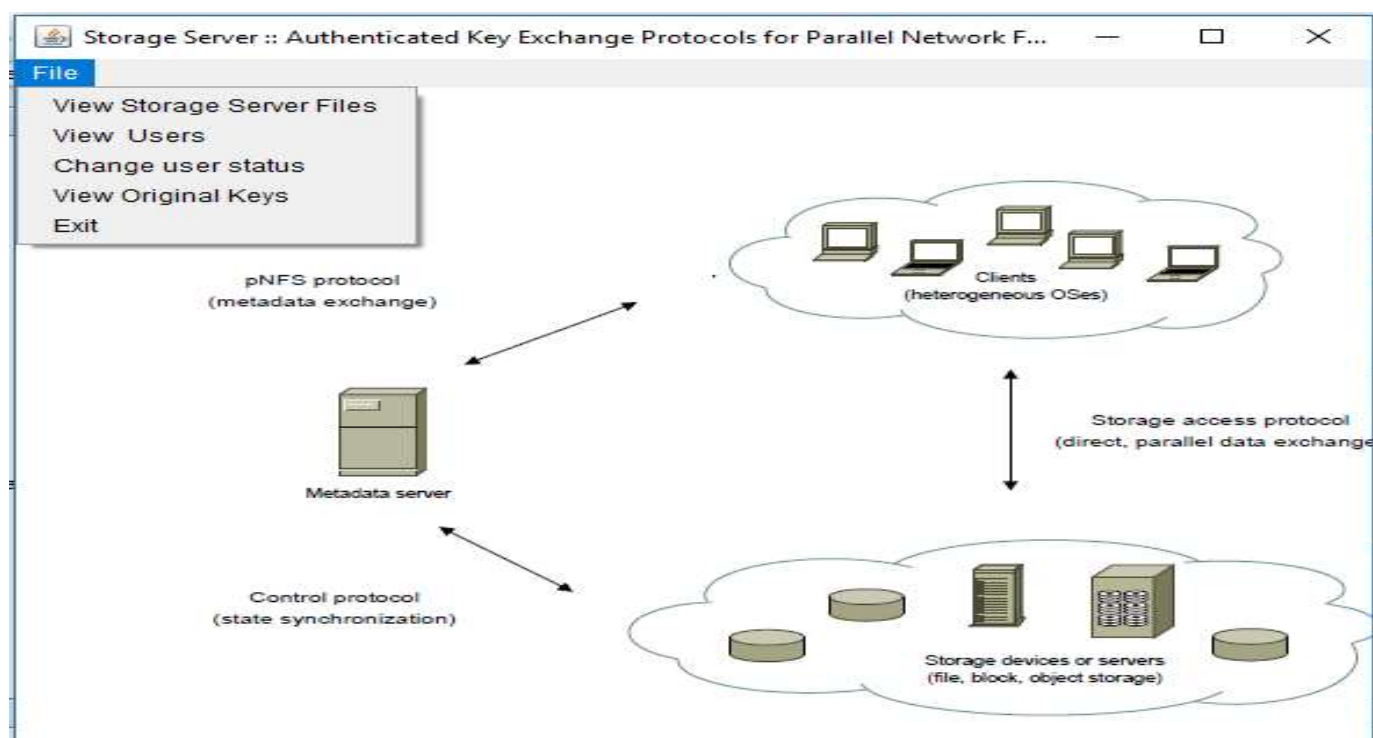 Storage Server :: Authenticated Key Exchange Protocols for Parallel Network F...
File
View Storage Server Files
View Users
Change user status
View Original Keys
Exit
pNFS protocol
(metadata exchange)
Clients
(heterogeneous OSes)
Storage access protocol
(direct, parallel data exchange
Metadata server
Control protocol
(state synchronization)
Storage devices or servers
(file, block, object storage)